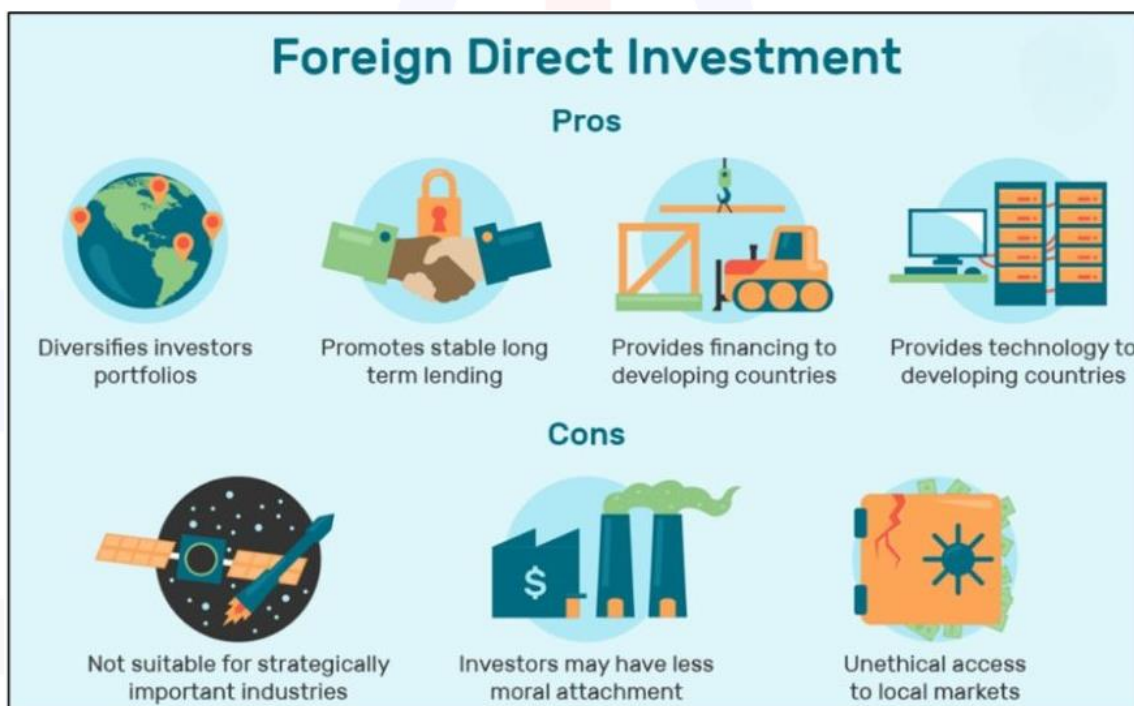 Foreign Direct Investment
Pros
Diversifies investors
portfolios
Promotes stable long
term lending
Provides financing to
developing countries
Provides technology to
developing countries
Cons
$
Not suitable for strategically
important industries
Investors may have less
moral attachment
Unethical access
to local markets